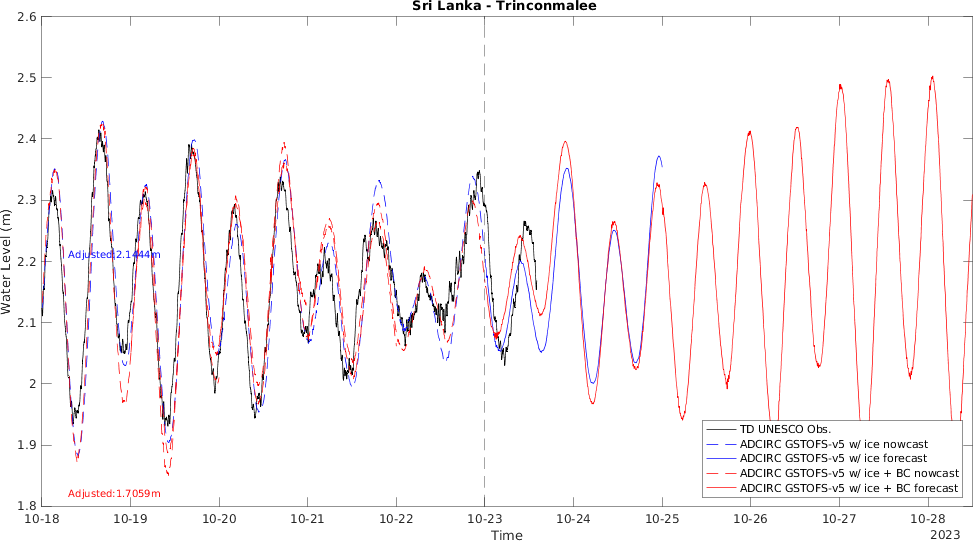 Sri Lanka - Trinconmalee
2.6
2.5
2.4
2.3
2.2
2.1
2
1.9
1.8
Water Level (m)
Adjusted:2.1444m
Adjusted:1.7059m
TD UNESCO Obs.
ADCIRC GSTOFS-v5 w/ ice nowcast
ADCIRC GSTOFS-v5 w/ ice forecast
ADCIRC GSTOFS-v5 w/ ice + BC nowcast
ADCIRC GSTOFS-v5 w/ ice + BC forecast
10-18 10-19 10-20 10-21 10-22 10-23 10-24 10-25 10-26 10-27 10-28
2023
Time